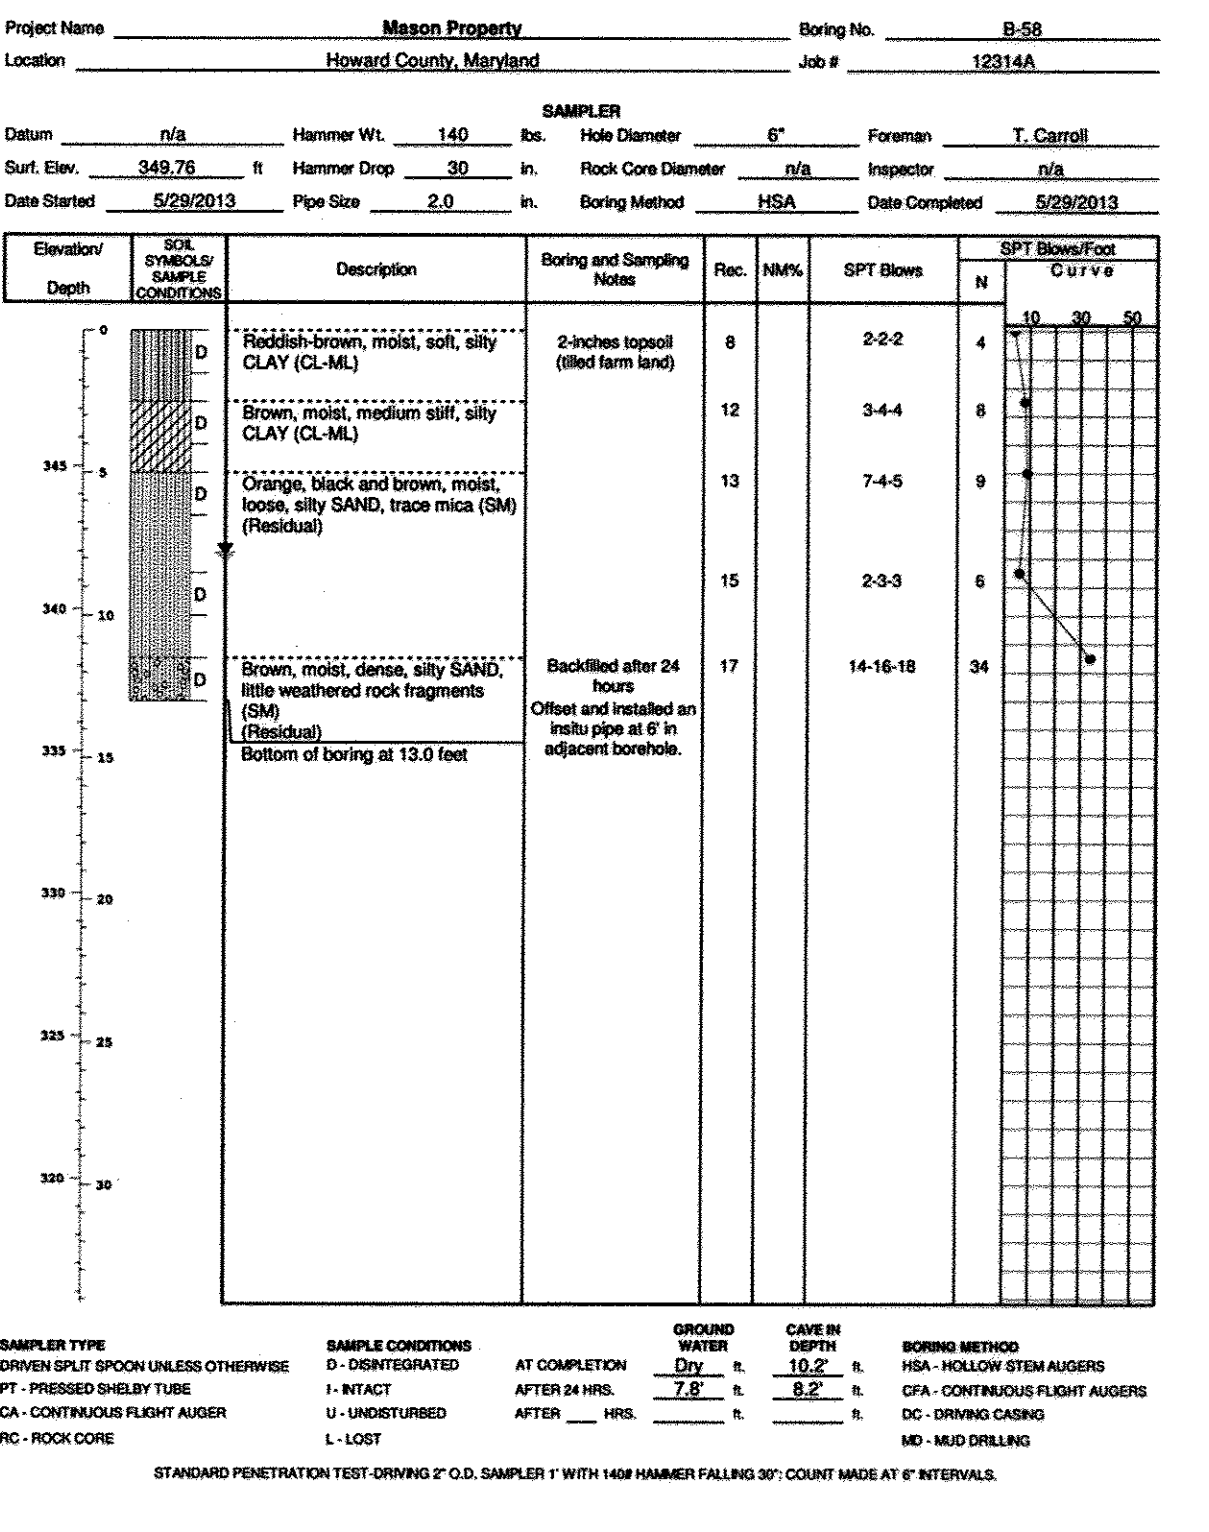 Project Name Mason Property Boring No. B-58
Location Howard County, Maryland Job # 12314A
SAMPLER
Datum n/a Hammer Wt. 140 lbs. Hole Diameter 6" Foreman T. Carroll
Surf. Elev. 349.76 ft Hammer Drop 30 in. Rock Core Diameter n/a Inspector n/a
Date Started 5/29/2013 Pipe Size 2.0 in. Boring Method HSA Date Completed 5/29/2013
Elevation/
Depth
SOIL
SYMBOLS/
SAMPLE
CONDITIONS
Description
Boring and Sampling
Notes
Rec. NM% SPT Blows
N
SPT Blows/Foot
Curve
10 30 50
0
D
Reddish-brown, moist, soft, silty
CLAY (CL-ML)
2-inches topsoil
(tilled farm land)
8 2-2-2 4
D
Brown, moist, medium stiff, silty
CLAY (CL-ML)
12 3-4-4 8
345 5
D
Orange, black and brown, moist,
loose, silty SAND, trace mica (SM)
(Residual)
13 7-4-5 9
D
15 2-3-3 6
340 10
D
Brown, moist, dense, silty SAND,
little weathered rock fragments
(SM)
(Residual)
Backfilled after 24
hours
Offset and installed an
insitu pipe at 6' in
adjacent borehole.
17 14-16-18 34
Bottom of boring at 13.0 feet
335 15
330 20
325 25
320 30
GROUND
WATER
CAVE IN
DEPTH
SAMPLER TYPE SAMPLE CONDITIONS BORING METHOD
DRIVEN SPLIT SPOON UNLESS OTHERWISE D - DISINTEGRATED AT COMPLETION Dry ft. 10.2' ft. HSA - HOLLOW STEM AUGERS
PT - PRESSED SHELBY TUBE I - INTACT AFTER 24 HRS. 7.8' ft. 8.2' ft. CFA - CONTINUOUS FLIGHT AUGERS
CA - CONTINUOUS FLIGHT AUGER U - UNDISTURBED AFTER ___ HRS. ft. ft. DC - DRIVING CASING
RC - ROCK CORE L - LOST MD - MUD DRILLING
STANDARD PENETRATION TEST-DRIVING 2" O.D. SAMPLER 1' WITH 140# HAMMER FALLING 30"; COUNT MADE AT 6" INTERVALS.